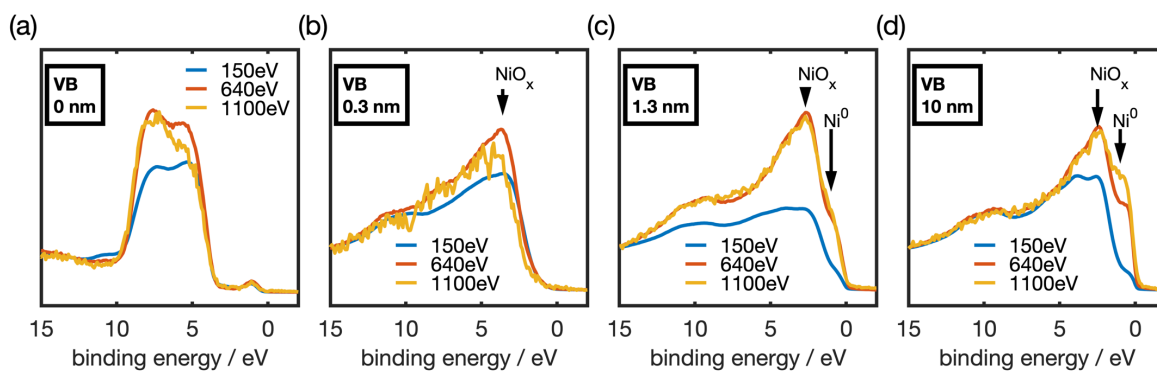 (a)
VB
0 nm
150eV
640eV
1100eV
15 10 5 0
binding energy / eV
(b)
VB
0.3 nm
NiOₓ
150eV
640eV
1100eV
15 10 5 0
binding energy / eV
(c)
VB
1.3 nm
NiOₓ
Ni⁰
150eV
640eV
1100eV
15 10 5 0
binding energy / eV
(d)
VB
10 nm
NiOₓ
Ni⁰
150eV
640eV
1100eV
15 10 5 0
binding energy / eV